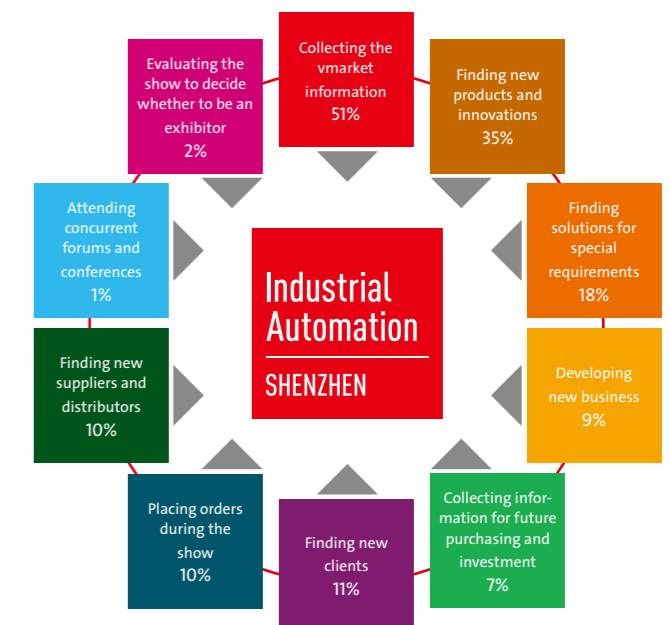 Collecting the
vmarket
information
51%
Finding new
products and
innovations
35%
Finding
solutions for
special
requirements
18%
Developing
new business
9%
Collecting infor-
mation for future
purchasing and
investment
7%
Finding new
clients
11%
Placing orders
during the
show
10%
Finding new
suppliers and
distributors
10%
Attending
concurrent
forums and
conferences
1%
Evaluating the
show to decide
whether to be an
exhibitor
2%
Industrial
Automation
SHENZHEN